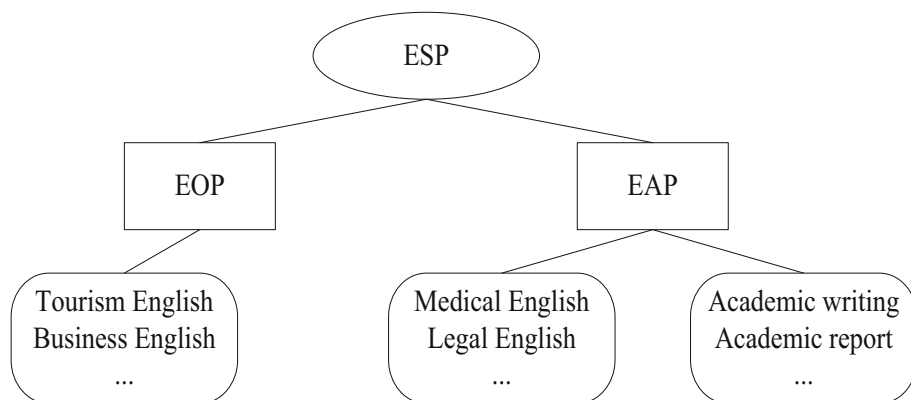 ESP
EOP
EAP
Tourism English
Business English
...
Medical English
Legal English
...
Academic writing
Academic report
...